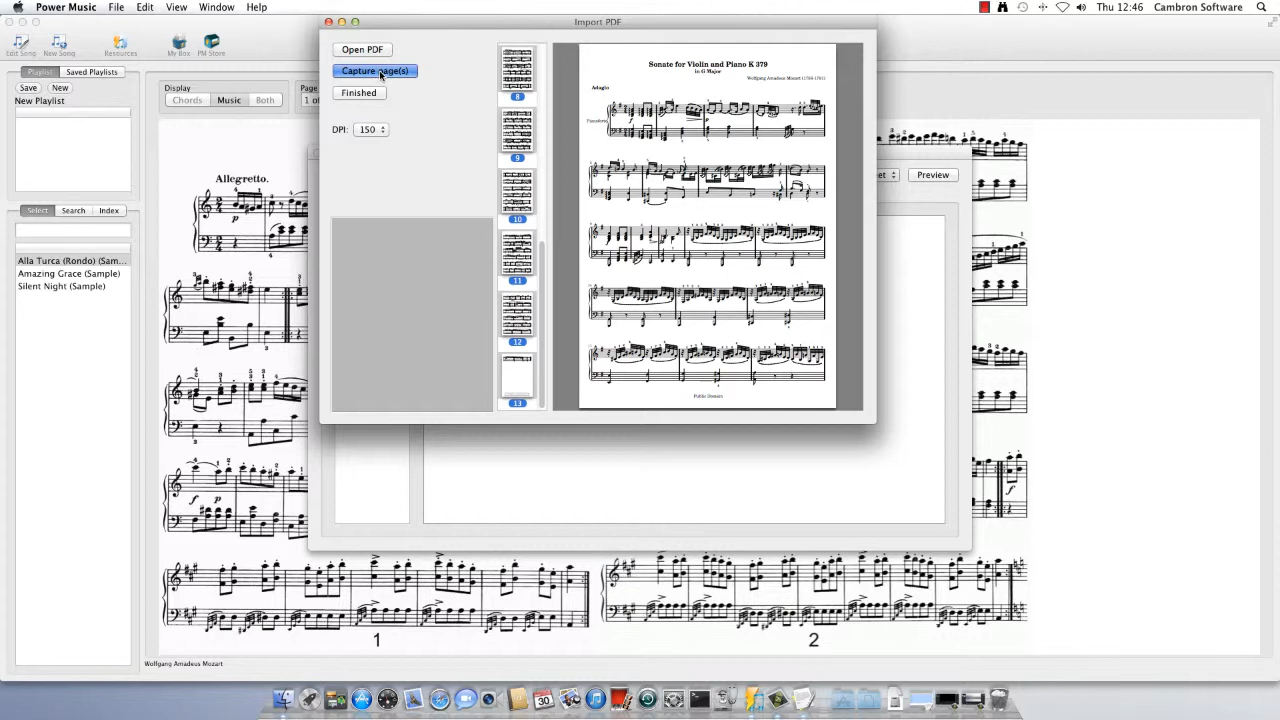 Power Music File Edit View Window Help
Thu 12:46 Cambron Software
Import PDF
Edit Song New Song Resources My Box PM Store
Open PDF
Capture page(s)
Finished
DPI: 150
8
9
10
11
12
13
Sonate for Violin and Piano K 379
in G Major
Wolfgang Amadeus Mozart (1756-1791)
Adagio
Pianoforte
Public Domain
Playlist Saved Playlists
Save New
New Playlist
Select Search Index
Alla Turca (Rondo) (Sam...
Amazing Grace (Sample)
Silent Night (Sample)
Display
Chords Music Both
Page
1 of
Preview
Allegretto.
p
f
p
f
1
2
Wolfgang Amadeus Mozart